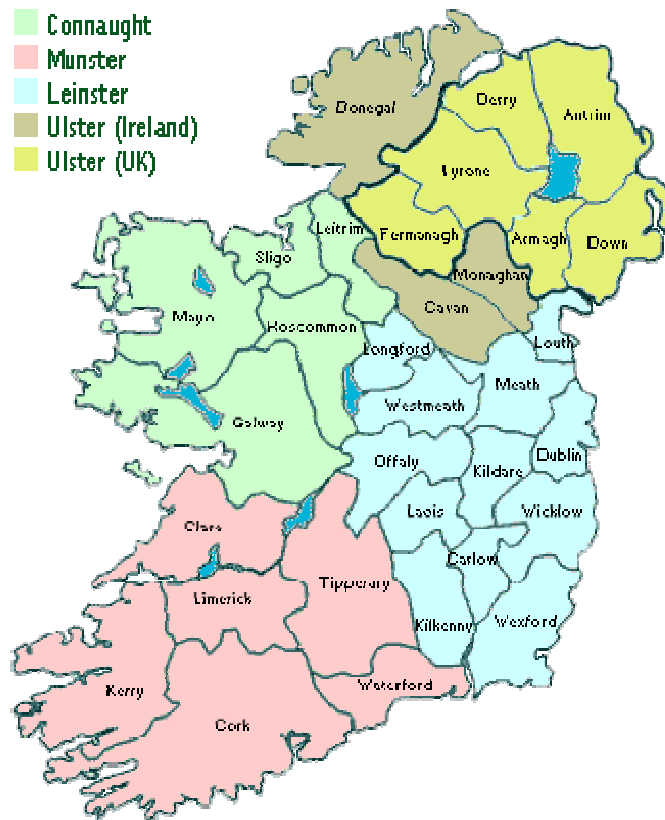 Connaught
Munster
Leinster
Ulster (Ireland)
Ulster (UK)
Donegal
Derry
Antrim
Tyrone
Fermanagh
Armagh
Down
Leitrim
Sligo
Monaghan
Cavan
Mayo
Roscommon
Longford
Louth
Meath
Westmeath
Galway
Offaly
Kildare
Dublin
Laois
Wicklow
Clare
Carlow
Tipperary
Limerick
Kilkenny
Wexford
Kerry
Waterford
Cork